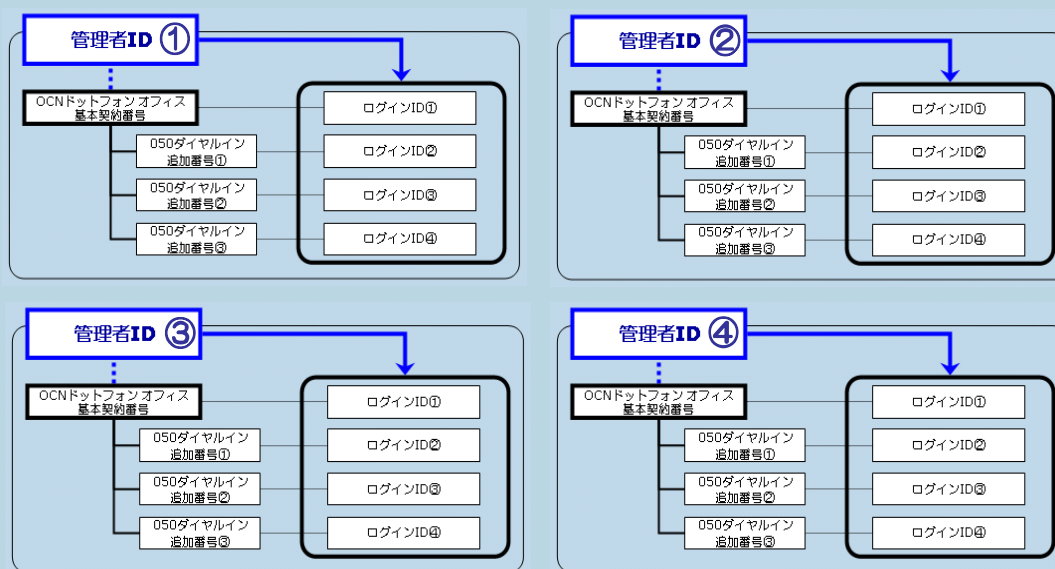 管理者ID ①
OCNドットフォン オフィス
基本契約番号
ログインID①
050ダイヤルイン
追加番号①
ログインID②
050ダイヤルイン
追加番号②
ログインID③
050ダイヤルイン
追加番号③
ログインID④
管理者ID ②
OCNドットフォン オフィス
基本契約番号
ログインID①
050ダイヤルイン
追加番号①
ログインID②
050ダイヤルイン
追加番号②
ログインID③
050ダイヤルイン
追加番号③
ログインID④
管理者ID ③
OCNドットフォン オフィス
基本契約番号
ログインID①
050ダイヤルイン
追加番号①
ログインID②
050ダイヤルイン
追加番号②
ログインID③
050ダイヤルイン
追加番号③
ログインID④
管理者ID ④
OCNドットフォン オフィス
基本契約番号
ログインID①
050ダイヤルイン
追加番号①
ログインID②
050ダイヤルイン
追加番号②
ログインID③
050ダイヤルイン
追加番号③
ログインID④